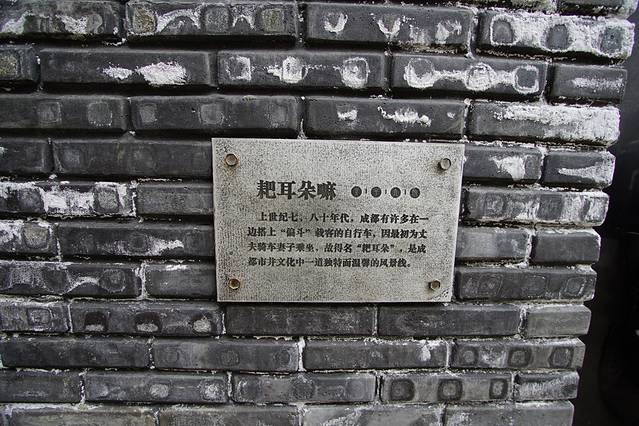 耙耳朵嘛
上世纪七、八十年代，成都有许多在一
边搭上“偏斗”载客的自行车，因最初为丈
夫骑车妻子乘坐，故得名“耙耳朵”，是成
都市井文化中一道独特而温馨的风景线。